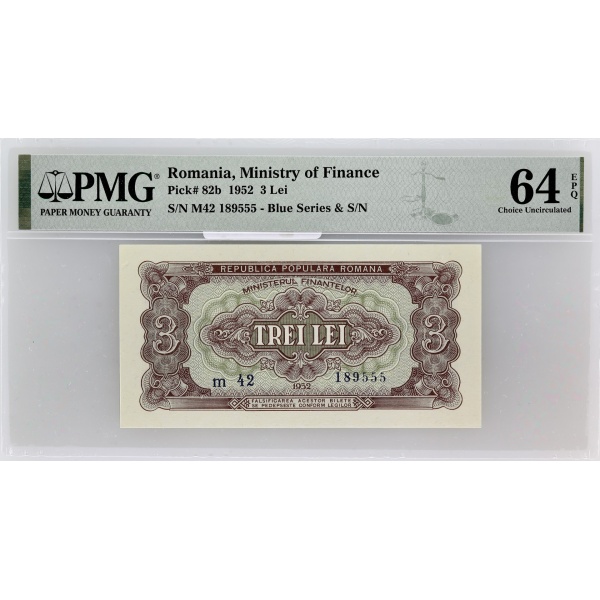 PMG®
PAPER MONEY GUARANTY
Romania, Ministry of Finance
Pick# 82b 1952 3 Lei
S/N M42 189555 - Blue Series & S/N
64 EPQ
Choice Uncirculated
REPUBLICA POPULARA ROMANA
MINISTERUL FINANTELOR
3 TREI LEI 3
m 42 189555
1952
FALSIFICAREA ACESTOR BILETE
SE PEDEPSESTE CONFORM LEGILOR